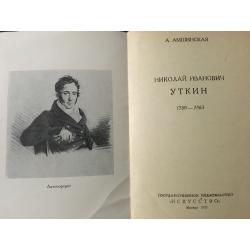 Автопортрет
А. АМШИНСКАЯ
НИКОЛАЙ ИВАНОВИЧ
УТКИН
1780—1863
ГОСУДАРСТВЕННОЕ ИЗДАТЕЛЬСТВО
«ИСКУССТВО»
Москва